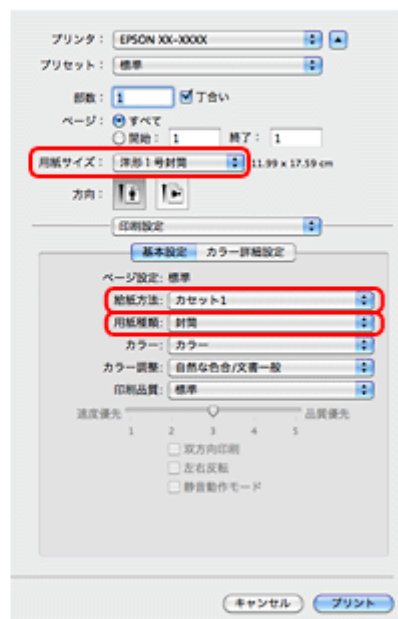 プリンタ： EPSON XX-XXXX
プリセット： 標準
部数： 1 丁合い
ページ： すべて
開始： 1 終了： 1
用紙サイズ： 洋形1号封筒 11.99 x 17.59 cm
方向：
印刷設定
基本設定 カラー詳細設定
ページ設定: 標準
給紙方法: カセット1
用紙種類: 封筒
カラー: カラー
カラー調整: 自然な色合/文書一般
印刷品質: 標準
速度優先 品質優先
1 2 3 4 5
双方向印刷
左右反転
静音動作モード
キャンセル プリント